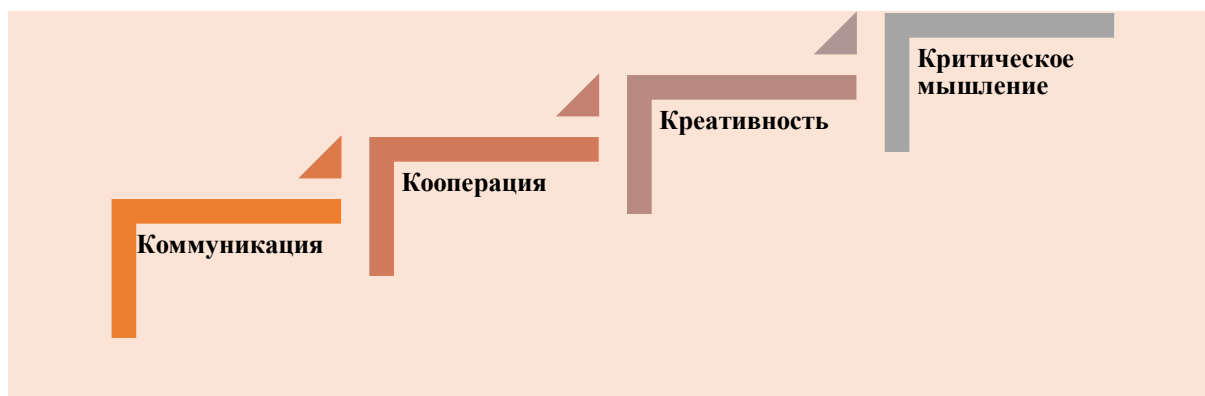 Коммуникация
Кооперация
Креативность
Критическое
мышление